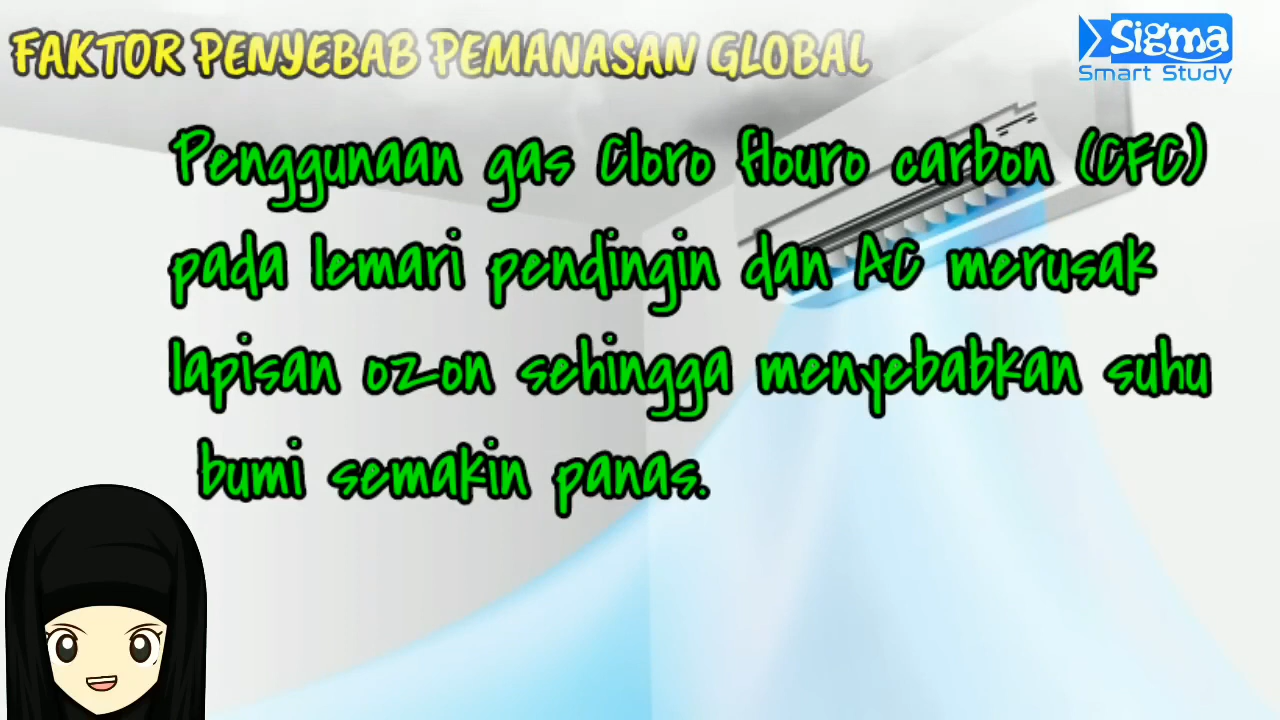 FAKTOR PENYEBAB PEMANASAN GLOBAL
Sigma
Smart Study
Penggunaan gas Cloro flouro carbon (CFC)
pada lemari pendingin dan AC merusak
lapisan ozon sehingga menyebabkan suhu
bumi semakin panas.